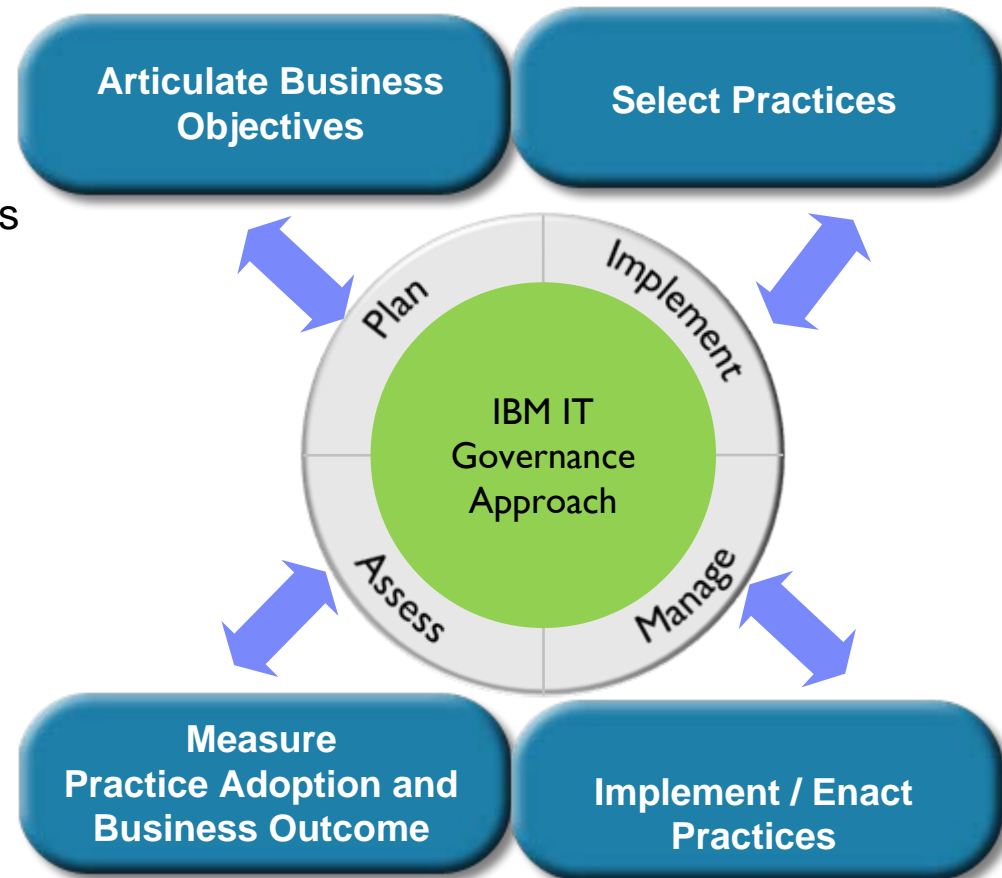 Articulate Business
Objectives
Select Practices
s
Plan
Implement
IBM IT
Governance
Approach
Assess
Manage
Measure
Practice Adoption and
Business Outcome
Implement / Enact
Practices